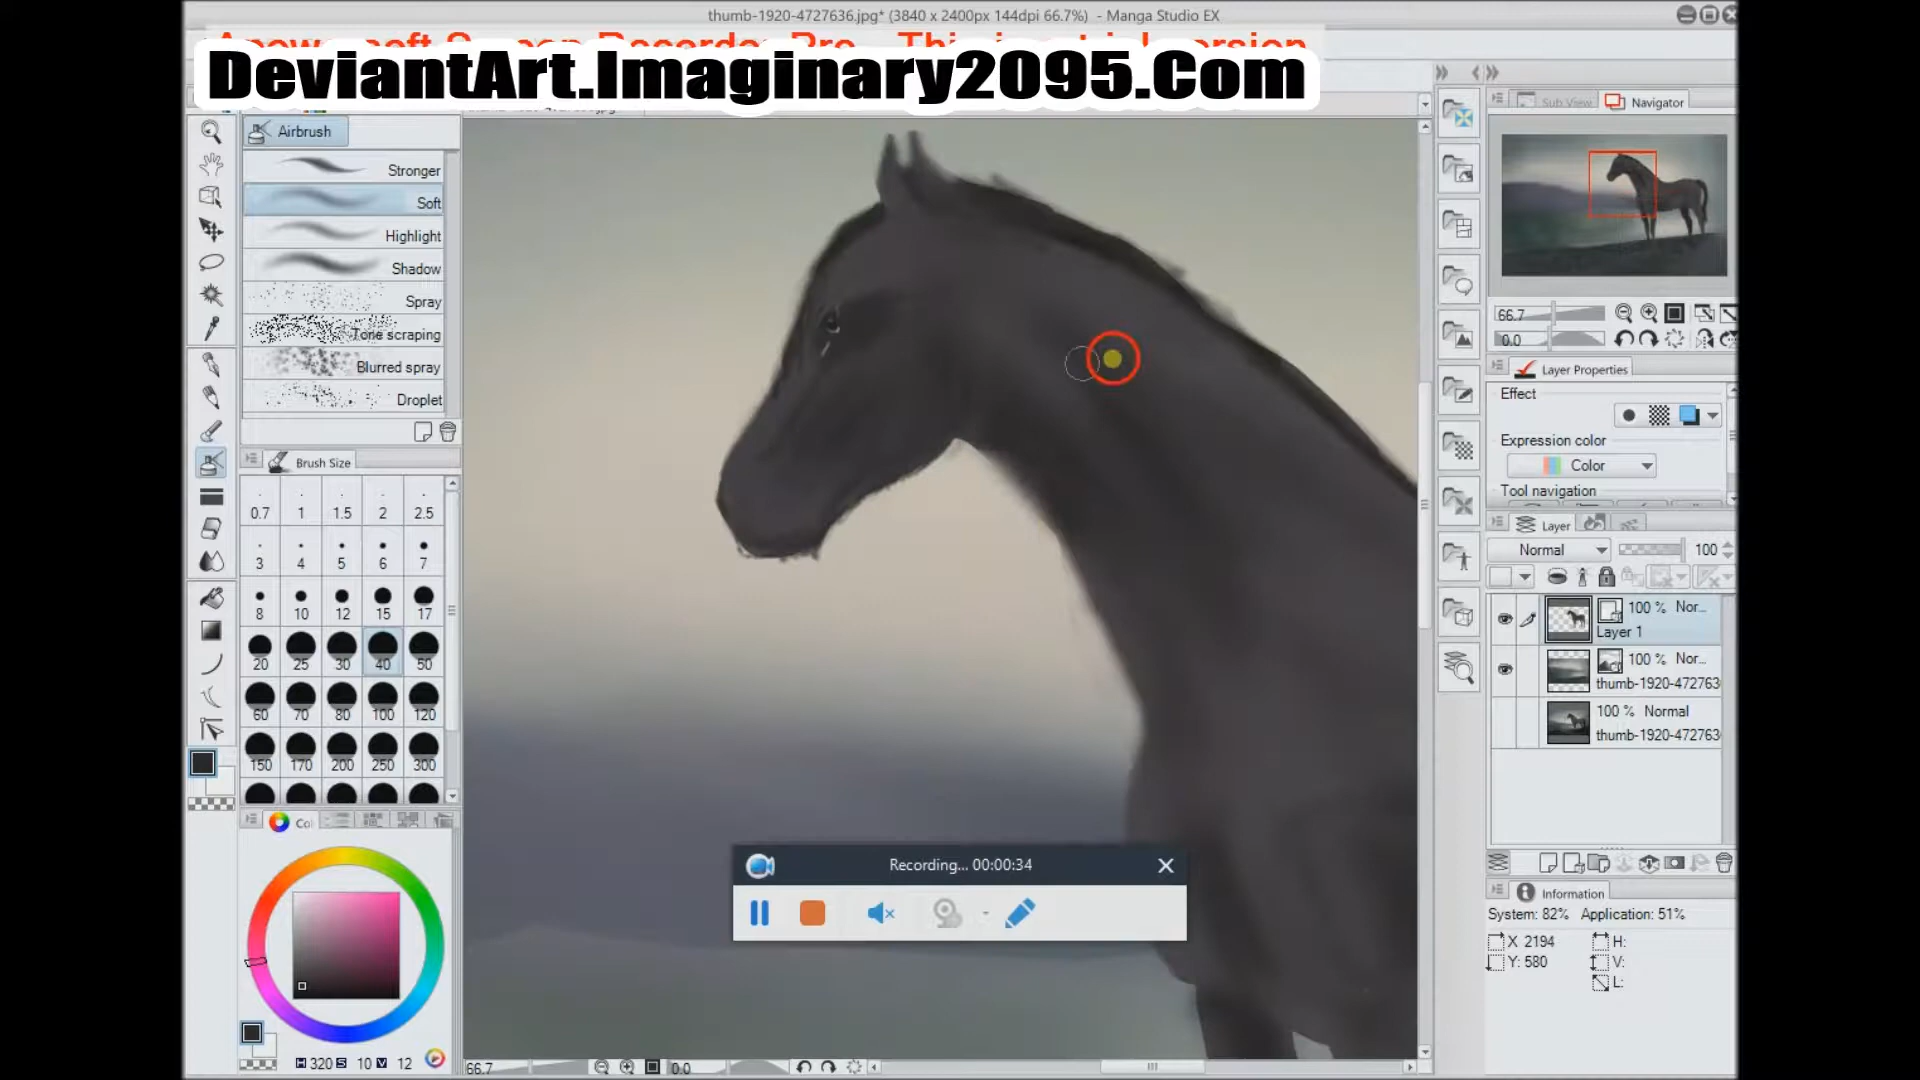 thumb-1920-4727636.jpg* (3840 x 2400px 144dpi 66.7%) - Manga Studio EX
DeviantArt.Imaginary2095.Com
Sub View
Navigator
Airbrush
Stronger
Soft
Highlight
Shadow
Spray
Tone scraping
Blurred spray
Droplet
66.7
0.0
Layer Properties
Effect
Expression color
Color
Tool navigation
Brush Size
0.7 1 1.5 2 2.5
3 4 5 6 7
8 10 12 15 17
20 25 30 40 50
60 70 80 100 120
150 170 200 250 300
Layer
Normal 100
100 % Nor...
Layer 1
100 % Nor...
thumb-1920-472763
100 % Normal
thumb-1920-472763
Co
Recording... 00:00:34
Information
System: 82% Application: 51%
X 2194 H:
Y: 580 V:
L:
H 320 S 10 V 12
66.7 0.0